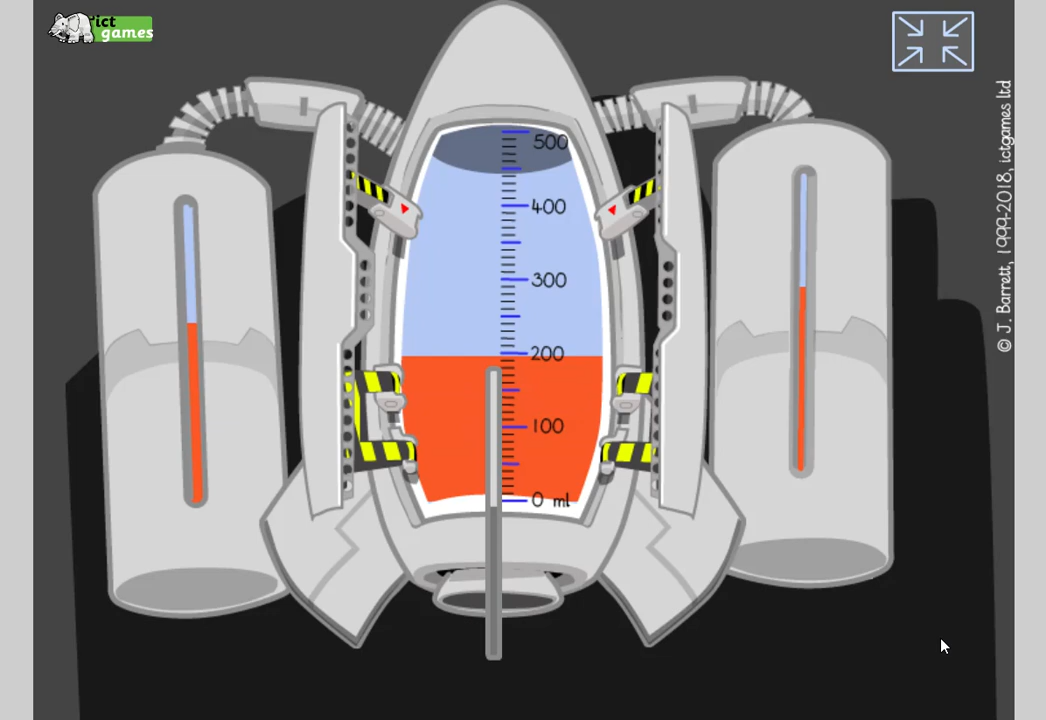 ict
games
500
400
300
200
100
0 ml
© J. Barrett, 1999-2018, ictgames ltd